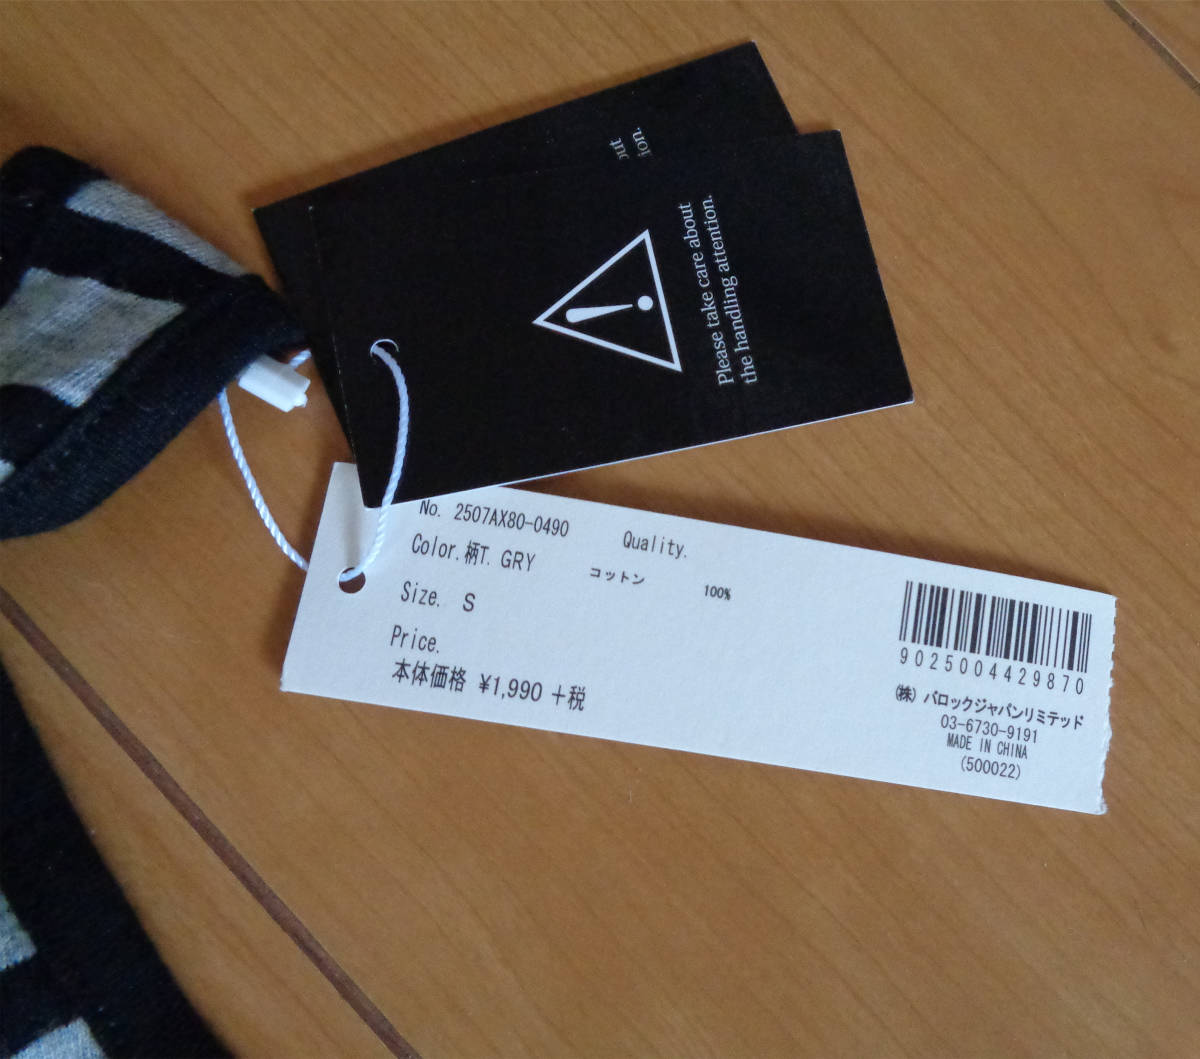 out
ion.
Please take care about
the handling attention.
No. 2507AX80-0490
Color.柄T. GRY
Size. S
Price.
本体価格 ¥1,990 +税
Quality.
コットン 100%
9025004429870
(株) バロックジャパンリミテッド
03-6730-9191
MADE IN CHINA
(500022)